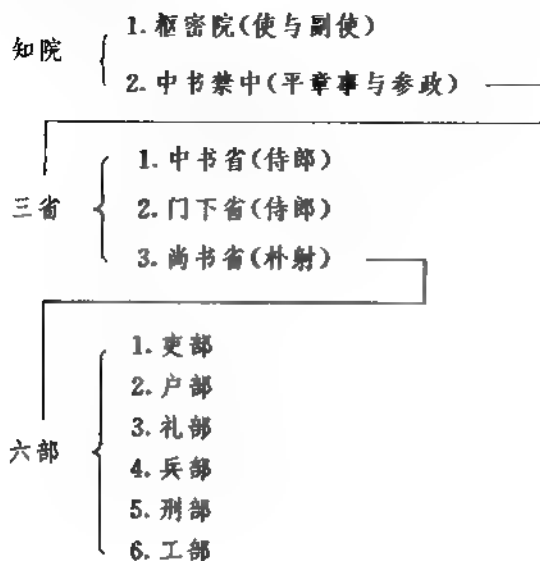 知院
1. 枢密院(使与副使)
2. 中书禁中(平章事与参政)
三省
1. 中书省(侍郎)
2. 门下省(侍郎)
3. 尚书省(朴射)
六部
1. 吏部
2. 户部
3. 礼部
4. 兵部
5. 刑部
6. 工部